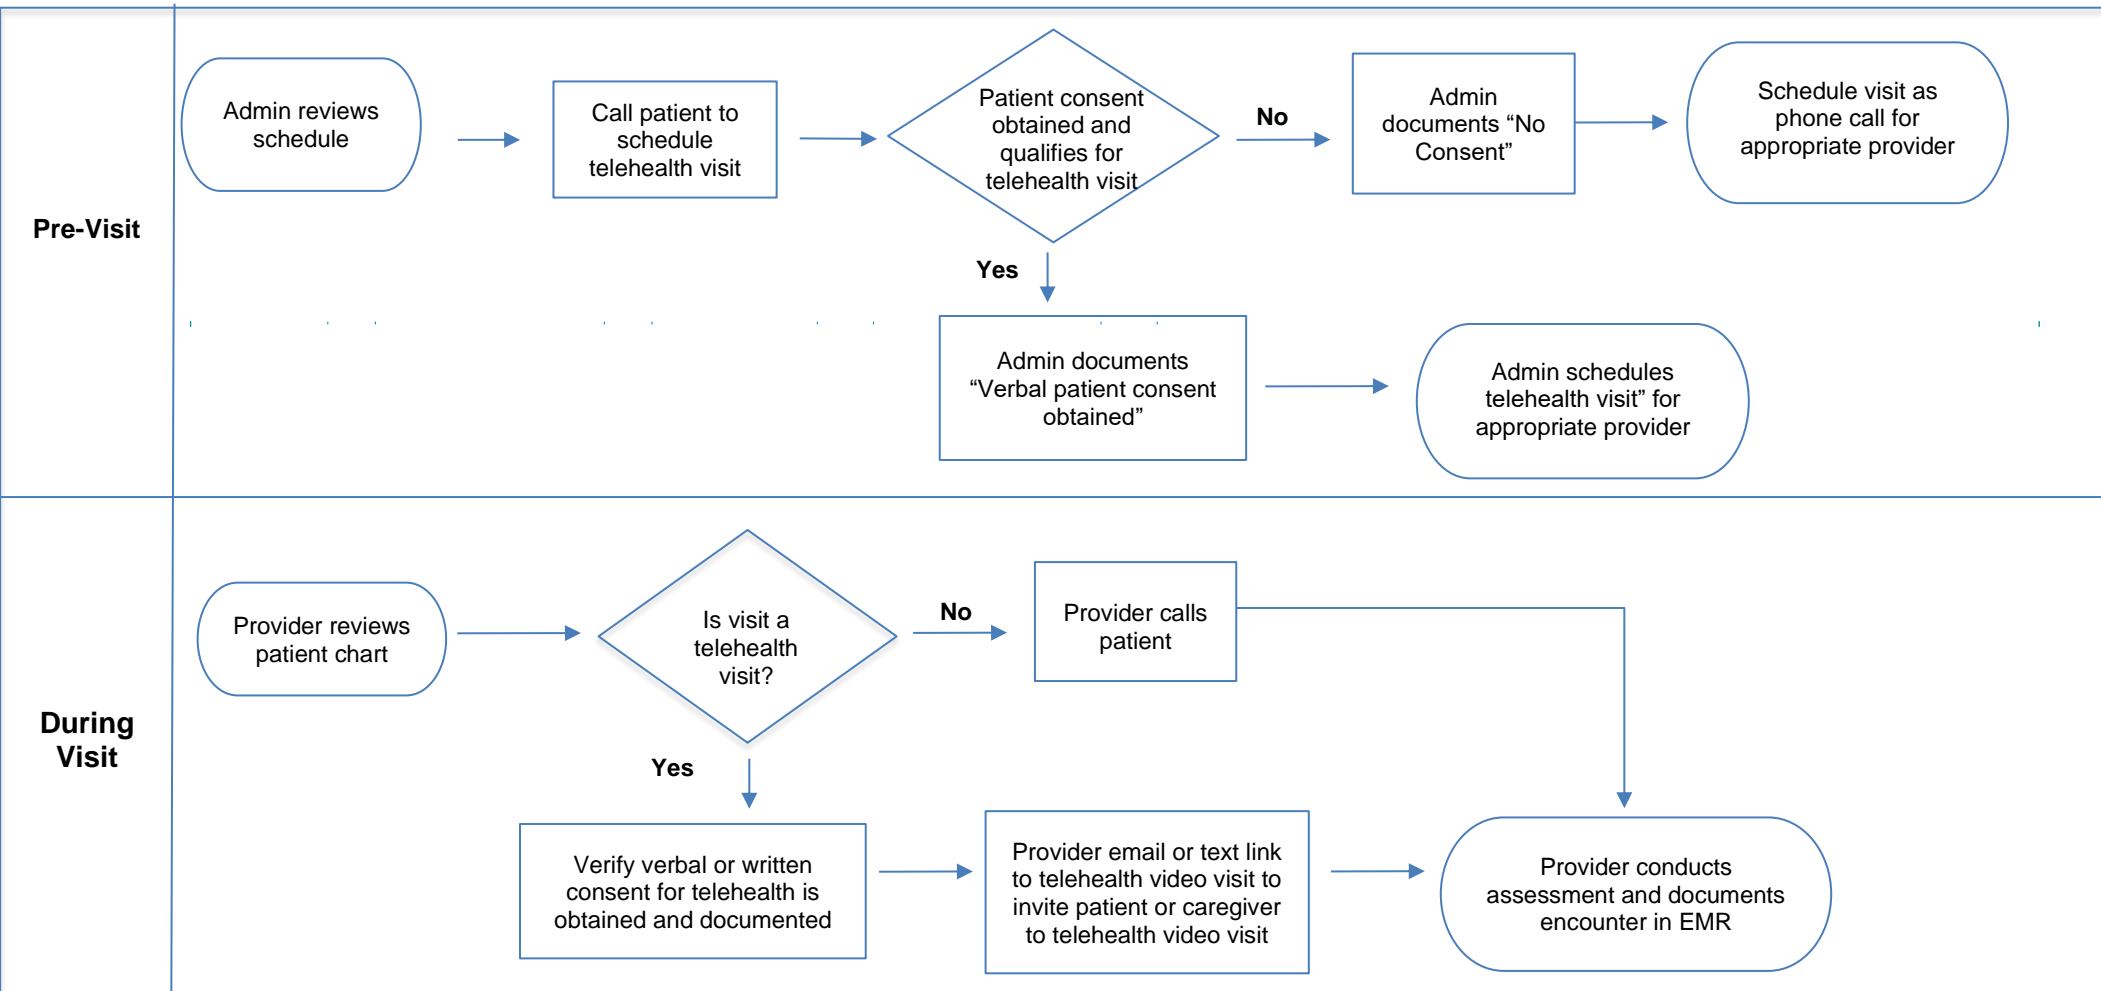 Pre-Visit
Admin reviews
schedule
Call patient to
schedule
telehealth visit
Patient consent
obtained and
qualifies for
telehealth visit
No
Admin
documents “No
Consent”
Schedule visit as
phone call for
appropriate provider
Yes
Admin documents
“Verbal patient consent
obtained”
Admin schedules
telehealth visit” for
appropriate provider
During
Visit
Provider reviews
patient chart
Is visit a
telehealth
visit?
No
Provider calls
patient
Yes
Verify verbal or written
consent for telehealth is
obtained and documented
Provider email or text link
to telehealth video visit to
invite patient or caregiver
to telehealth video visit
Provider conducts
assessment and documents
encounter in EMR